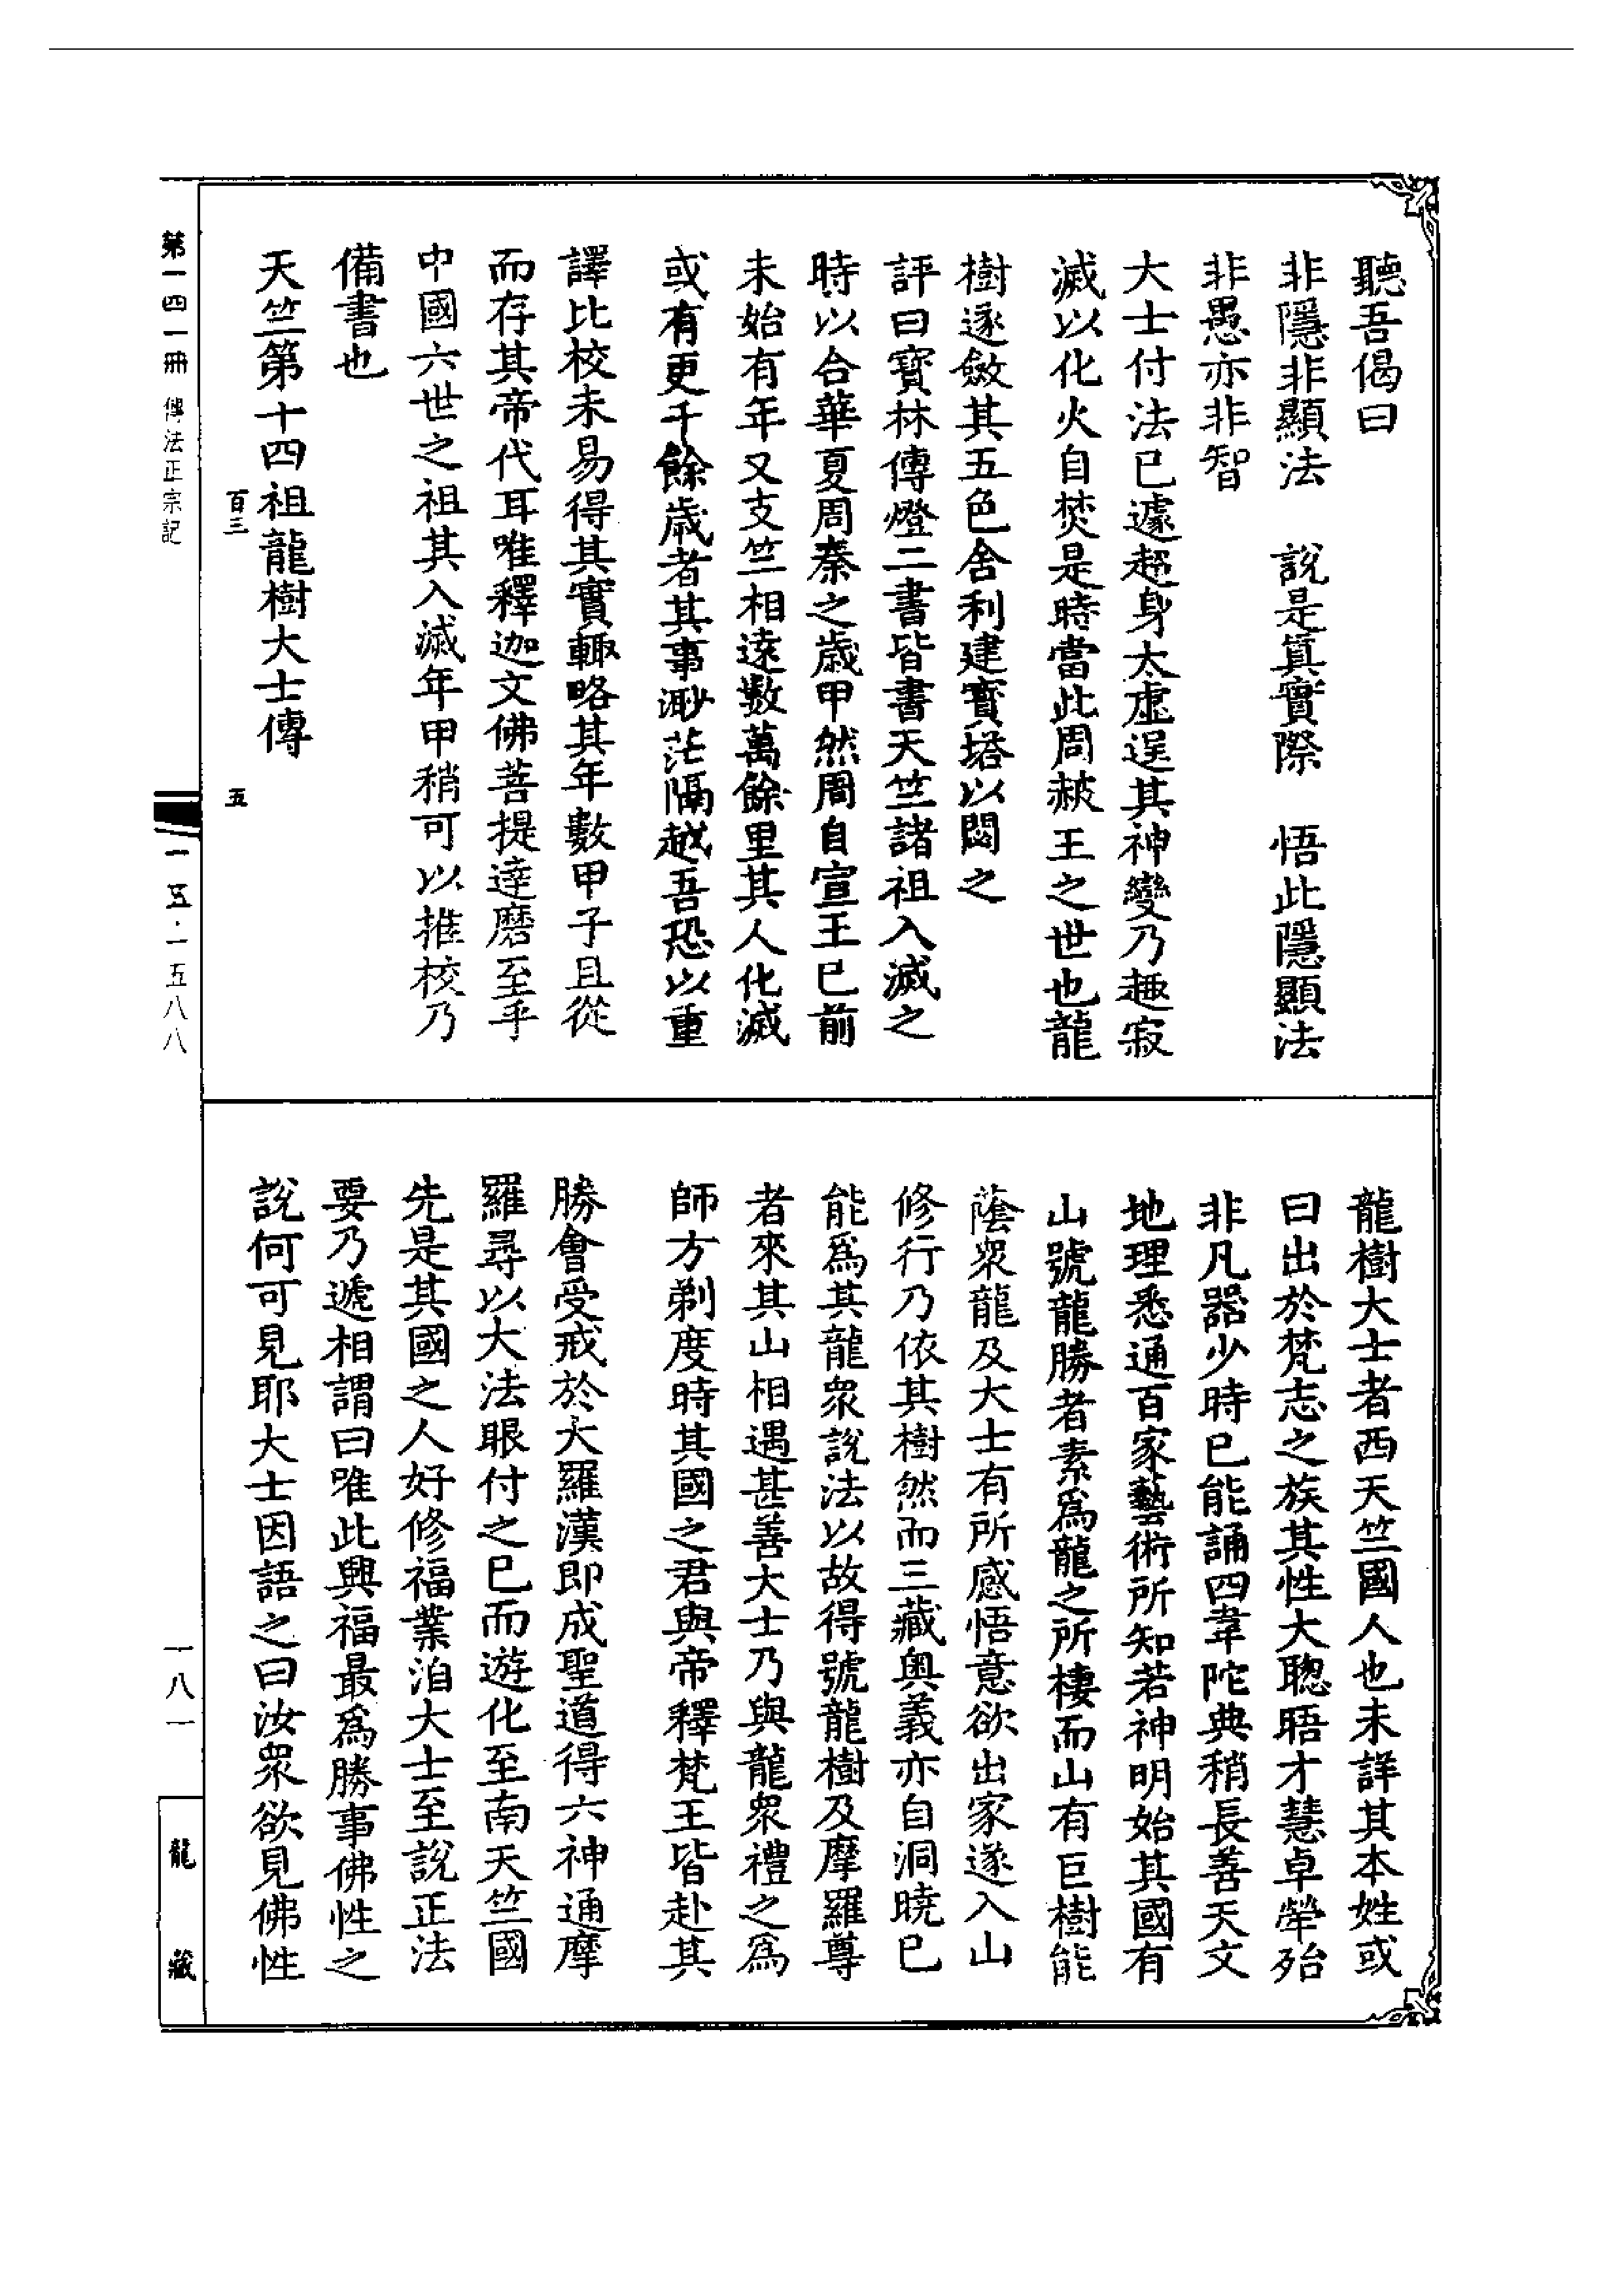 聽吾偈曰
非隱非顯法　說是真實際　悟此隱顯法
非愚亦非智
大士付法已遽超身太虛逞其神變乃趣寂
滅以化火自焚是時當此周赧王之世也龍
樹遂斂其五色舍利建寶塔以閟之
評曰寶林傳燈二書皆書天竺諸祖入滅之
時以合華夏周秦之歲甲然周自宣王已前
未始有年又支竺相遠數萬餘里其人化滅
或有更千餘歲者其事渺茫隔越吾恐以重
譯比校未易得其實輒略其年數甲子且從
而存其帝代耳唯釋迦文佛菩提達磨至乎
中國六世之祖其入滅年甲稍可以推校乃
備書也
天竺第十四祖龍樹大士傳
百三　五
龍樹大士者西天竺國人也未詳其本姓或
曰出於梵志之族其性大聰晤才慧卓犖殆
非凡器少時已能誦四韋陀典稍長善天文
地理悉通百家藝術所知若神明始其國有
山號龍勝者素為龍之所棲而山有巨樹能
蔭眾龍及大士有所感悟意欲出家遂入山
修行乃依其樹然而三藏奧義亦自洞曉已
能為其龍眾說法以故得號龍樹及摩羅尊
者來其山相遇甚善大士乃與龍眾禮之為
師方剃度時其國之君與帝釋梵王皆赴其
勝會受戒於大羅漢即成聖道得六神通摩
羅尋以大法眼付之已而遊化至南天竺國
先是其國之人好修福業洎大士至說正法
要乃遞相謂曰唯此興福最為勝事佛性之
說何可見耶大士因語之曰汝眾欲見佛性
第一四一冊　傳法正宗記
一五·一五八八
一八一
龍藏